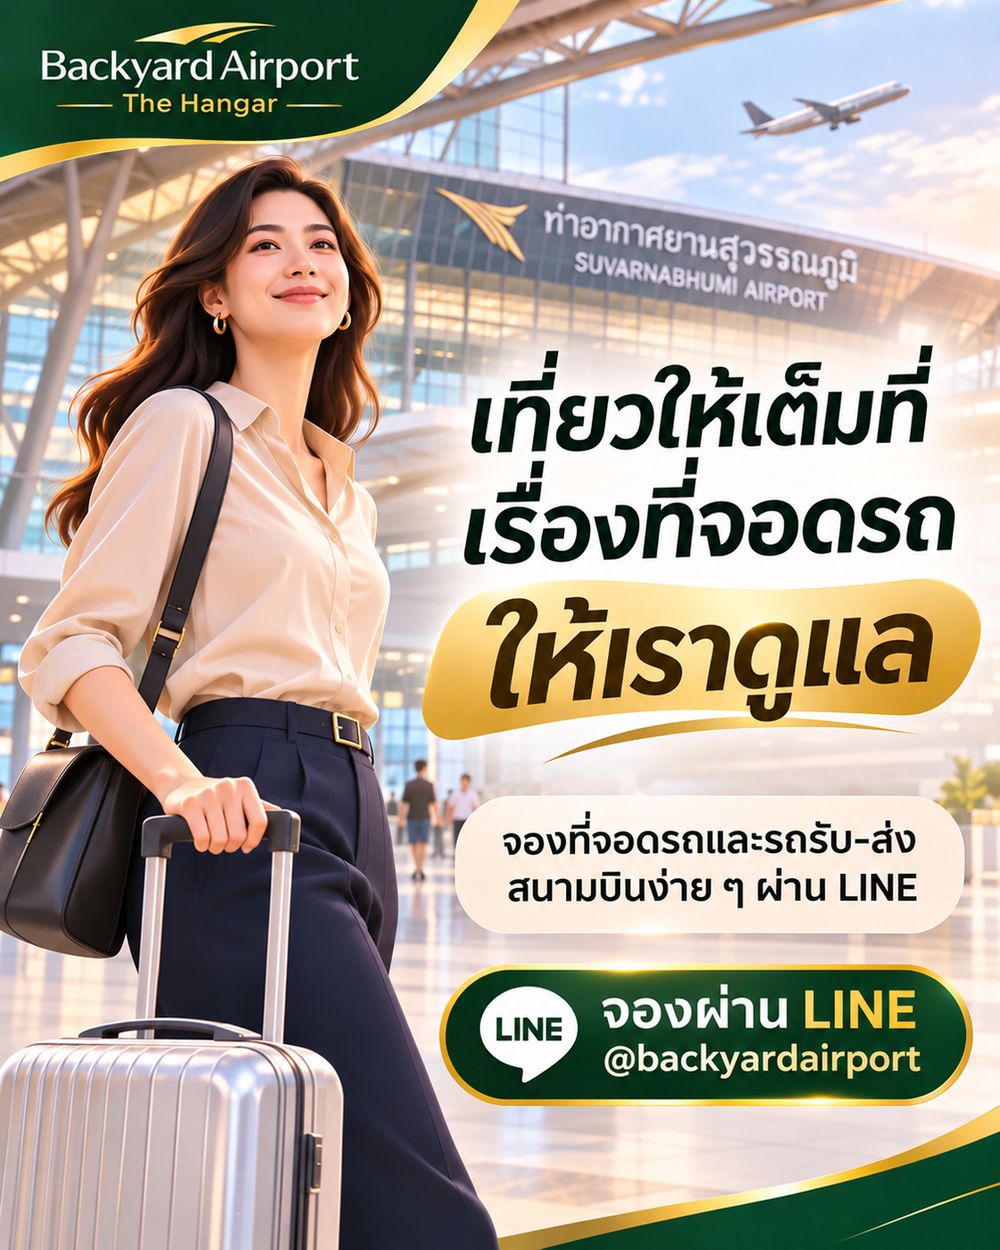 Backyard Airport
The Hangar
ท่าอากาศยานสุวรรณภูมิ
SUVARNABHUMI AIRPORT
เที่ยวให้เต็มที่
เรื่องที่จอดรถ
ให้เราดูแล
จองที่จอดรถและรถรับ-ส่ง
สนามบินง่าย ๆ ผ่าน LINE
LINE
จองผ่าน LINE
@backyardairport